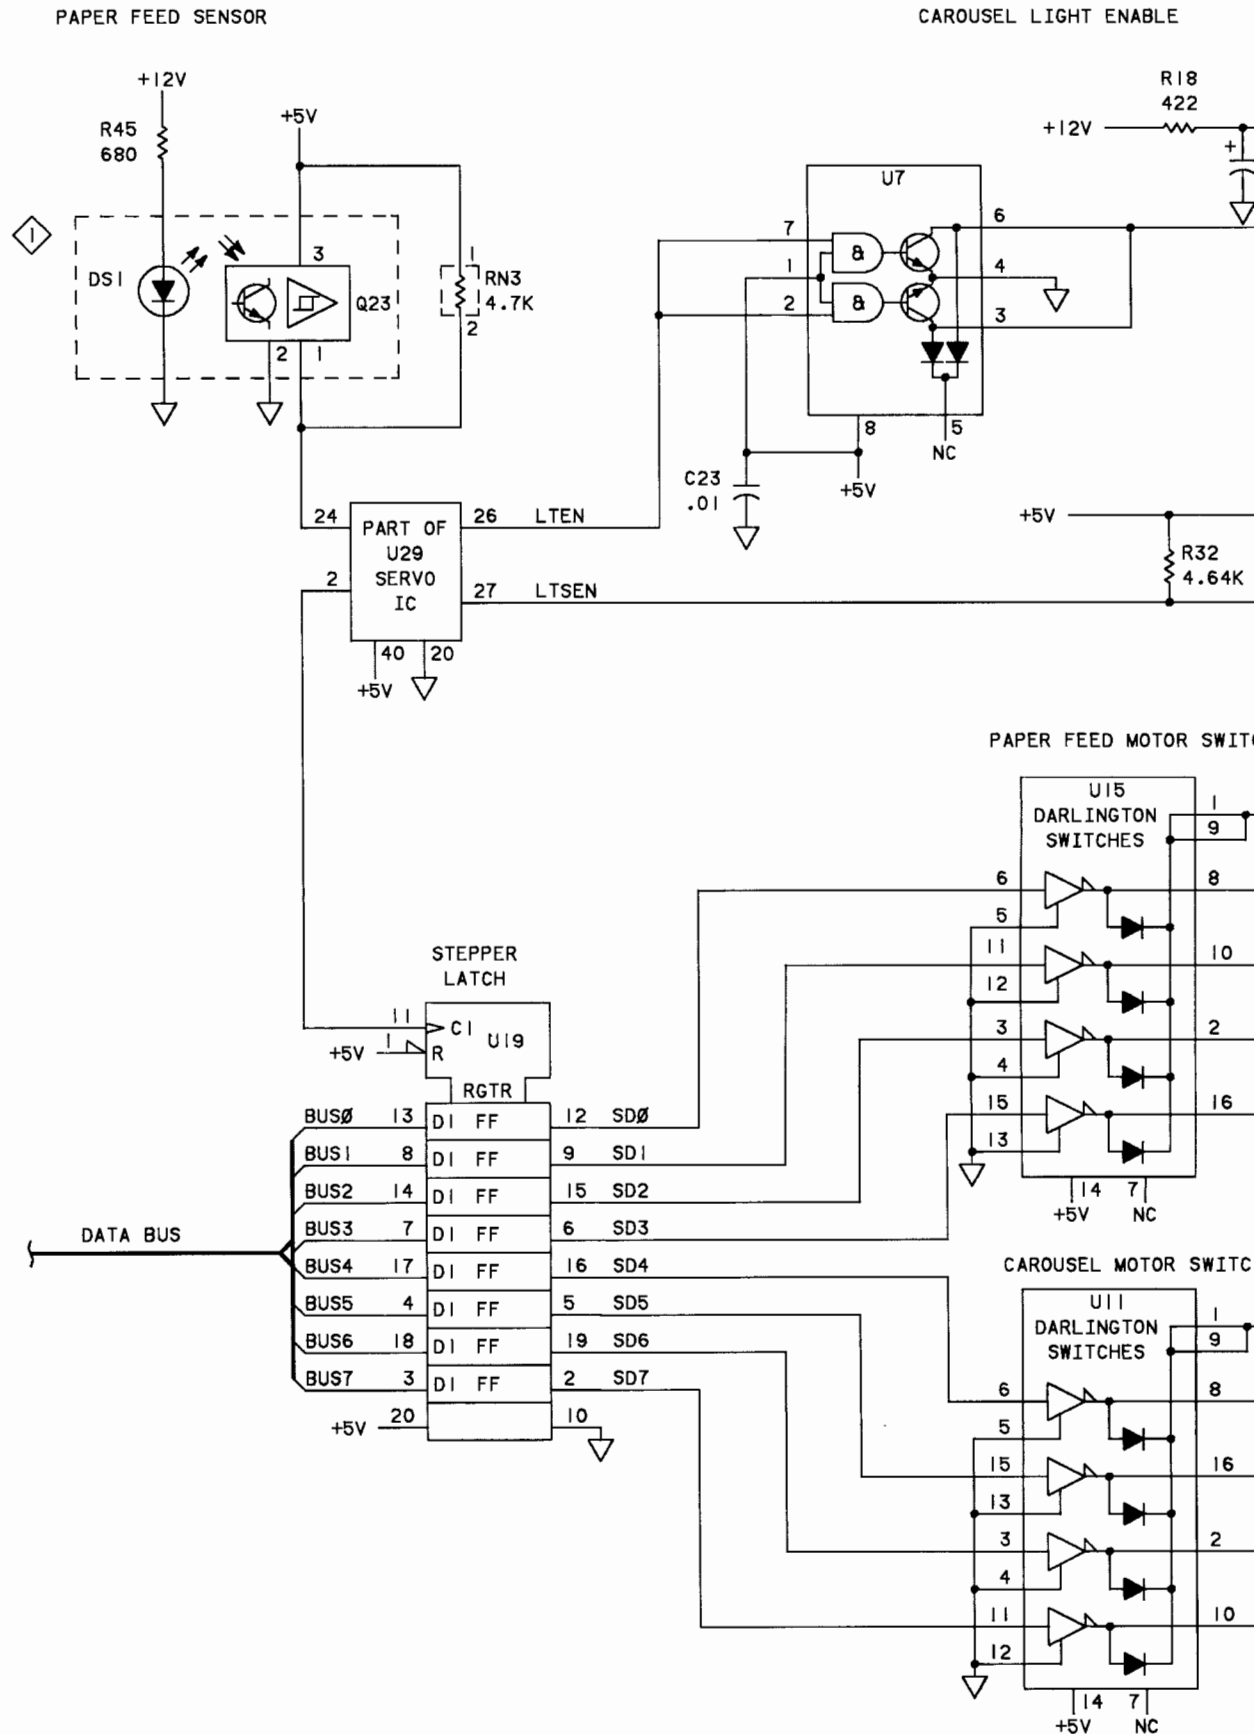 PAPER FEED SENSOR
CAROUSEL LIGHT ENABLE
+12V
R45
680
+5V
1
DS1
3
Q23
2
1
1
RN3
4.7K
2
R18
422
+12V
+
U7
7
1
2
6
4
3
8
5
NC
+5V
&
&
C23
.01
24
2
PART OF
U29
SERVO
IC
26
LTEN
27
LTSEN
40
20
+5V
+5V
R32
4.64K
PAPER FEED MOTOR SWITC
U15
DARLINGTON
SWITCHES
1
9
6
8
5
11
10
12
3
2
4
15
16
13
14
7
+5V
NC
STEPPER
LATCH
11
C1
U19
+5V
1
R
RGTR
BUSØ 13 D1 FF 12 SDØ
BUS1 8 D1 FF 9 SD1
BUS2 14 D1 FF 15 SD2
BUS3 7 D1 FF 6 SD3
DATA BUS
BUS4 17 D1 FF 16 SD4
BUS5 4 D1 FF 5 SD5
BUS6 18 D1 FF 19 SD6
BUS7 3 D1 FF 2 SD7
+5V 20 10
CAROUSEL MOTOR SWITC
U11
DARLINGTON
SWITCHES
1
9
6
8
5
15
16
13
3
2
4
11
10
12
14
7
+5V
NC